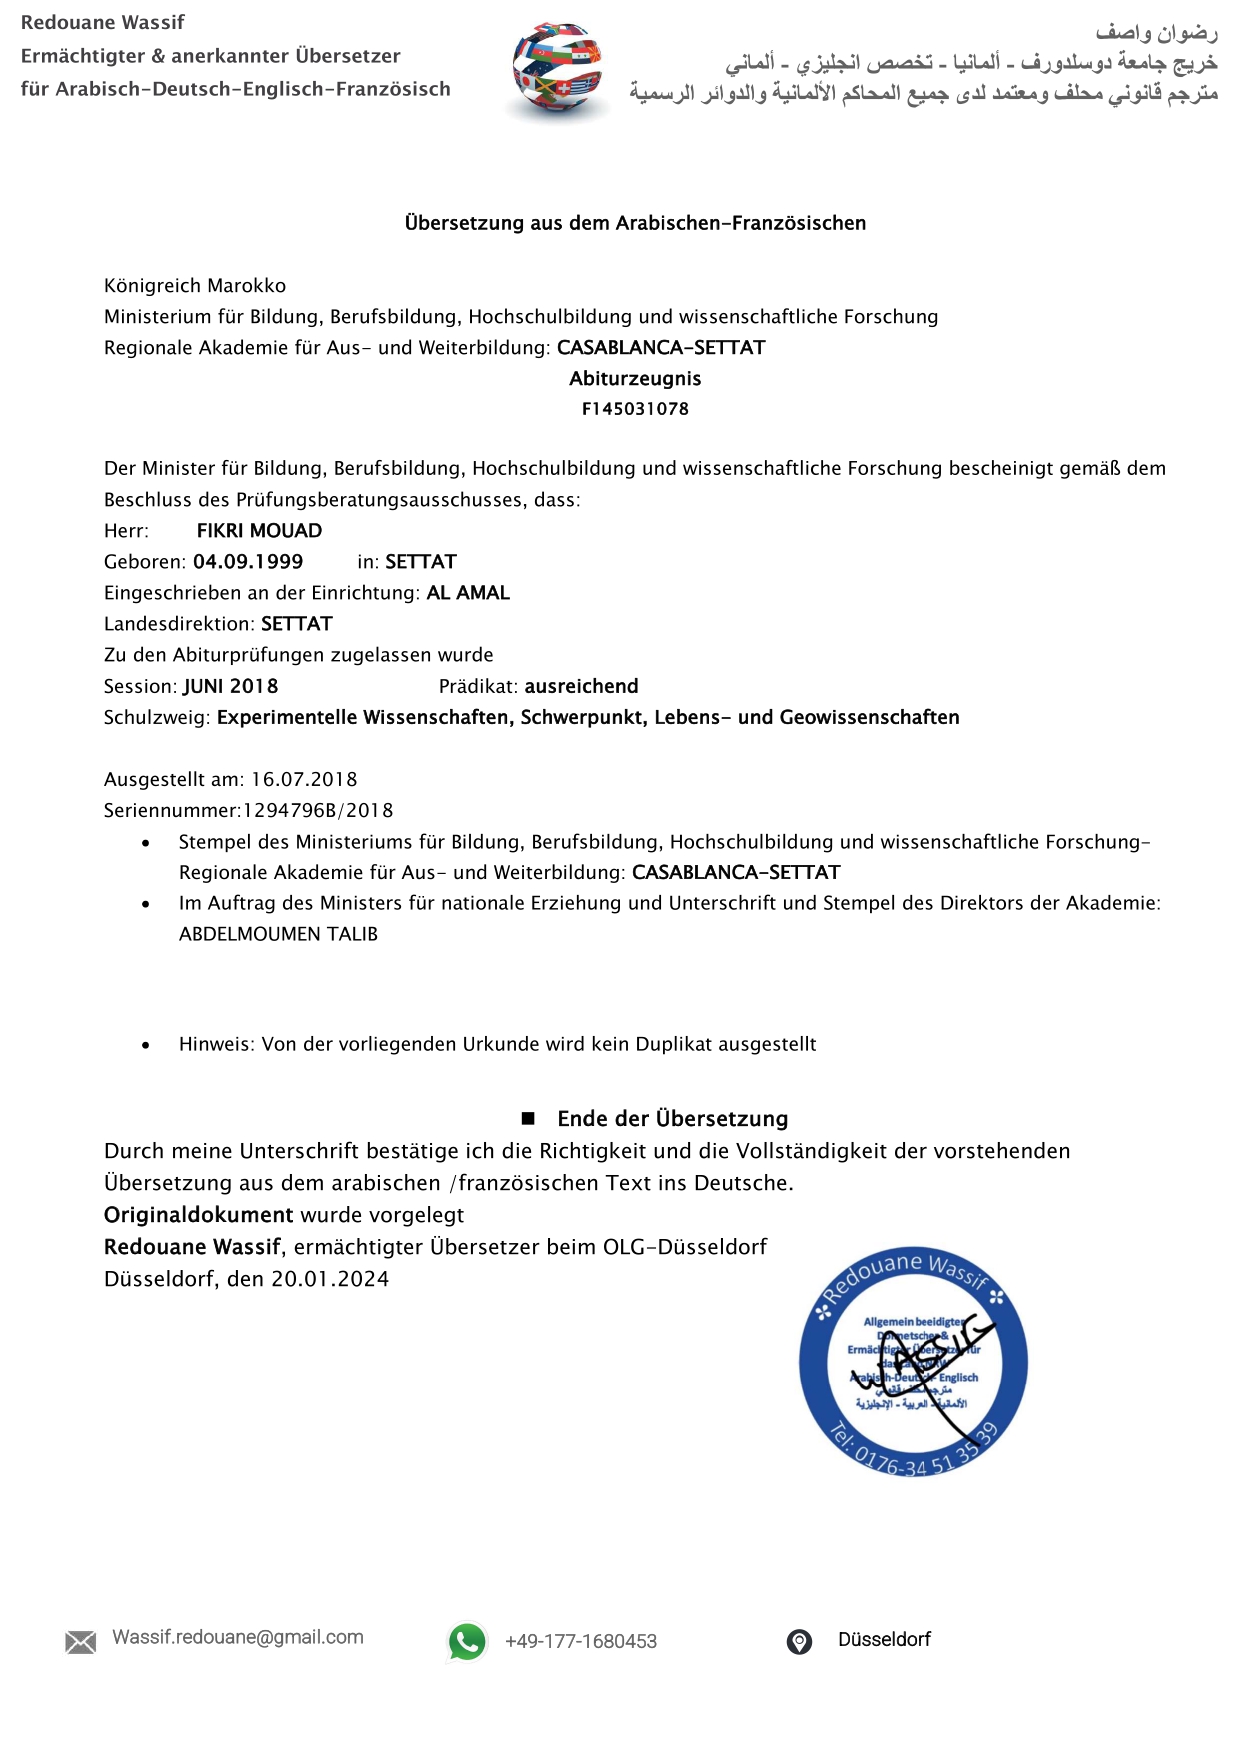 Redouane Wassif
Ermächtigter & anerkannter Übersetzer
für Arabisch-Deutsch-Englisch-Französisch
رضوان واصف
خريج جامعة دوسلدورف - ألمانيا - تخصص انجليزي - ألماني
مترجم قانوني محلف ومعتمد لدى جميع المحاكم الألمانية والدوائر الرسمية
Übersetzung aus dem Arabischen-Französischen
Königreich Marokko
Ministerium für Bildung, Berufsbildung, Hochschulbildung und wissenschaftliche Forschung
Regionale Akademie für Aus- und Weiterbildung: CASABLANCA-SETTAT
Abiturzeugnis
F145031078
Der Minister für Bildung, Berufsbildung, Hochschulbildung und wissenschaftliche Forschung bescheinigt gemäß dem
Beschluss des Prüfungsberatungsausschusses, dass:
Herr: FIKRI MOUAD
Geboren: 04.09.1999 in: SETTAT
Eingeschrieben an der Einrichtung: AL AMAL
Landesdirektion: SETTAT
Zu den Abiturprüfungen zugelassen wurde
Session: JUNI 2018 Prädikat: ausreichend
Schulzweig: Experimentelle Wissenschaften, Schwerpunkt, Lebens- und Geowissenschaften
Ausgestellt am: 16.07.2018
Seriennummer:1294796B/2018
• Stempel des Ministeriums für Bildung, Berufsbildung, Hochschulbildung und wissenschaftliche Forschung-
Regionale Akademie für Aus- und Weiterbildung: CASABLANCA-SETTAT
• Im Auftrag des Ministers für nationale Erziehung und Unterschrift und Stempel des Direktors der Akademie:
ABDELMOUMEN TALIB
• Hinweis: Von der vorliegenden Urkunde wird kein Duplikat ausgestellt
■ Ende der Übersetzung
Durch meine Unterschrift bestätige ich die Richtigkeit und die Vollständigkeit der vorstehenden
Übersetzung aus dem arabischen /französischen Text ins Deutsche.
Originaldokument wurde vorgelegt
Redouane Wassif, ermächtigter Übersetzer beim OLG-Düsseldorf
Düsseldorf, den 20.01.2024
Redouane Wassif
Allgemein beeidigter
Dolmetscher &
Ermächtigter Übersetzer für
das Land NRW
Arabisch-Deutsch- Englisch
مترجم محلف قانوني
الألمانية - العربية - الإنجليزية
WASSIF
Tel: 0176-34 51 35 39
Wassif.redouane@gmail.com
+49-177-1680453
Düsseldorf